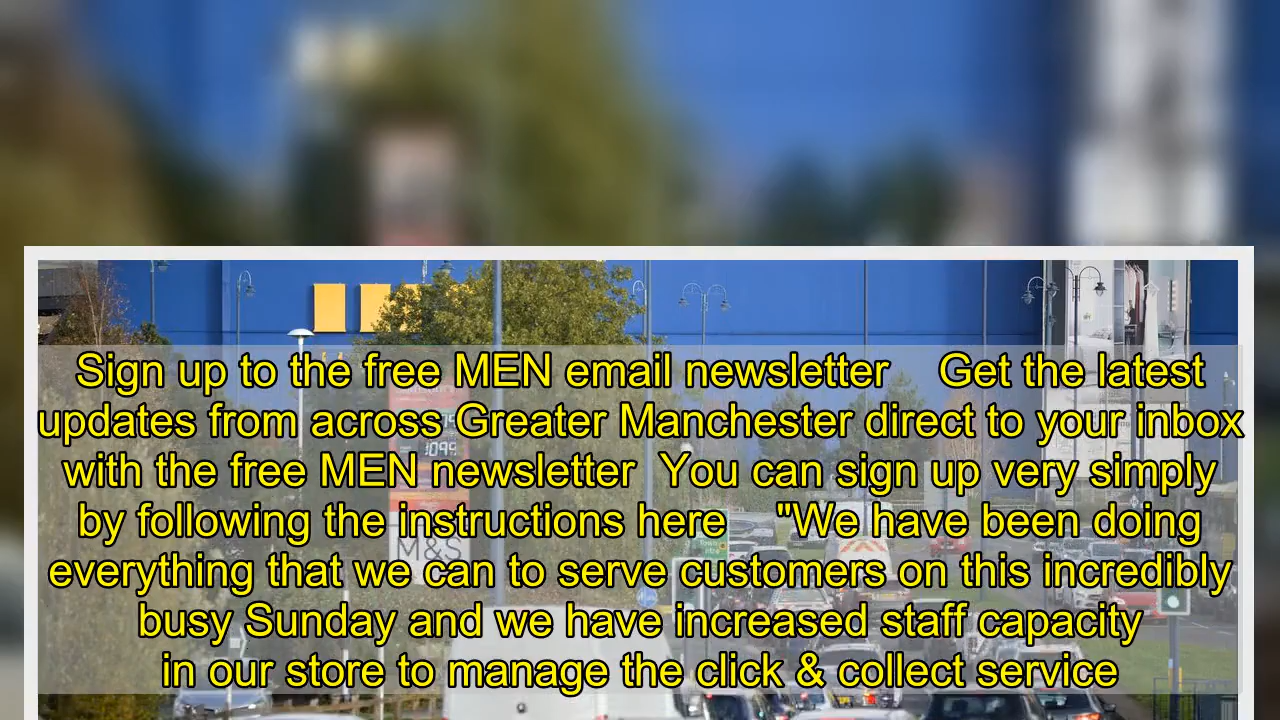 Sign up to the free MEN email newsletter    Get the latest
updates from across Greater Manchester direct to your inbox
with the free MEN newsletter  You can sign up very simply
by following the instructions here    "We have been doing
everything that we can to serve customers on this incredibly
busy Sunday and we have increased staff capacity
in our store to manage the click & collect service
M&S